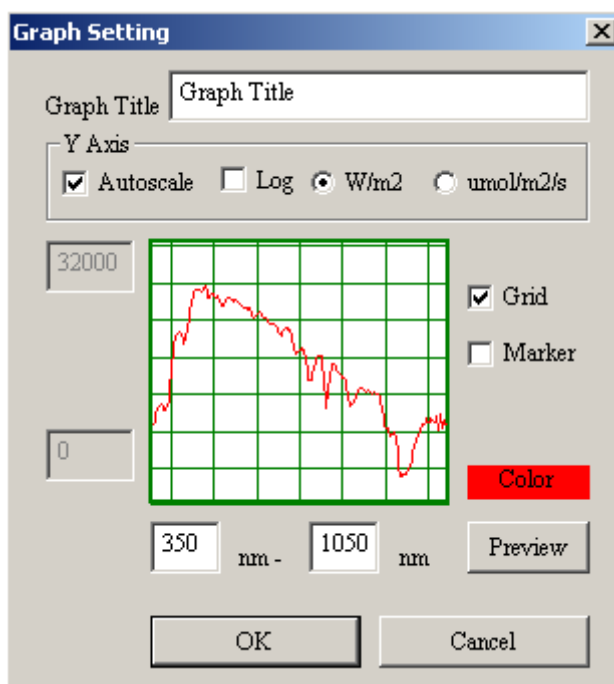 Graph Setting
Graph Title Graph Title
Y Axis
Autoscale Log W/m2 umol/m2/s
32000
Grid
Marker
0
Color
350 nm - 1050 nm Preview
OK Cancel